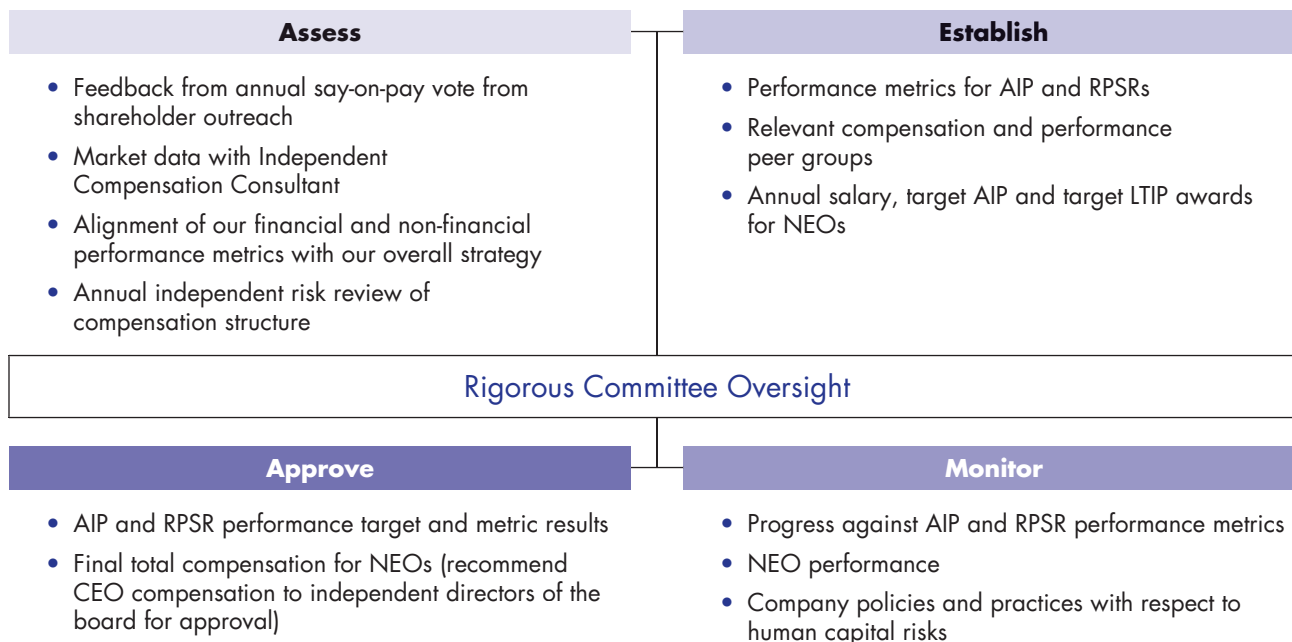 Assess
• Feedback from annual say-on-pay vote from
shareholder outreach
• Market data with Independent
Compensation Consultant
• Alignment of our financial and non-financial
performance metrics with our overall strategy
• Annual independent risk review of
compensation structure
Establish
• Performance metrics for AIP and RPSRs
• Relevant compensation and performance
peer groups
• Annual salary, target AIP and target LTIP awards
for NEOs
Rigorous Committee Oversight
Approve
• AIP and RPSR performance target and metric results
• Final total compensation for NEOs (recommend
CEO compensation to independent directors of the
board for approval)
Monitor
• Progress against AIP and RPSR performance metrics
• NEO performance
• Company policies and practices with respect to
human capital risks